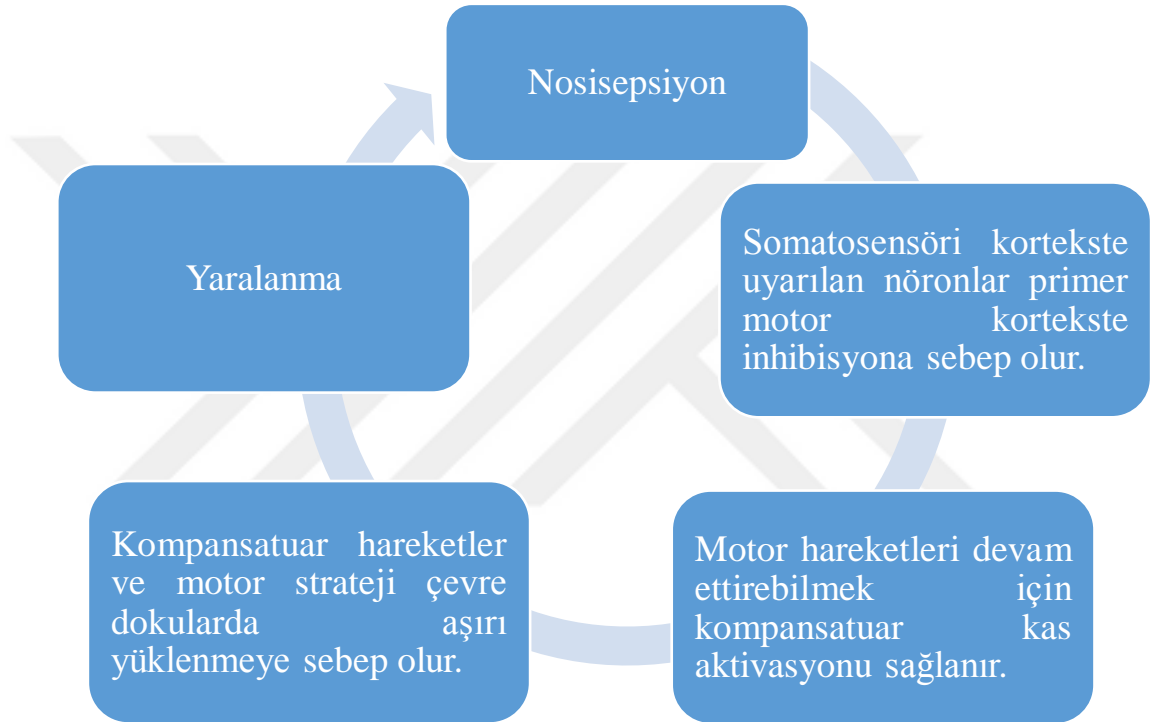 Nosisepsiyon
Somatosensöri kortekste
uyarılan nöronlar primer
motor kortekste
inhibisyona sebep olur.
Motor hareketleri devam
ettirebilmek için
kompansatuar kas
aktivasyonu sağlanır.
Kompansatuar hareketler
ve motor strateji çevre
dokularda aşırı
yüklenmeye sebep olur.
Yaralanma